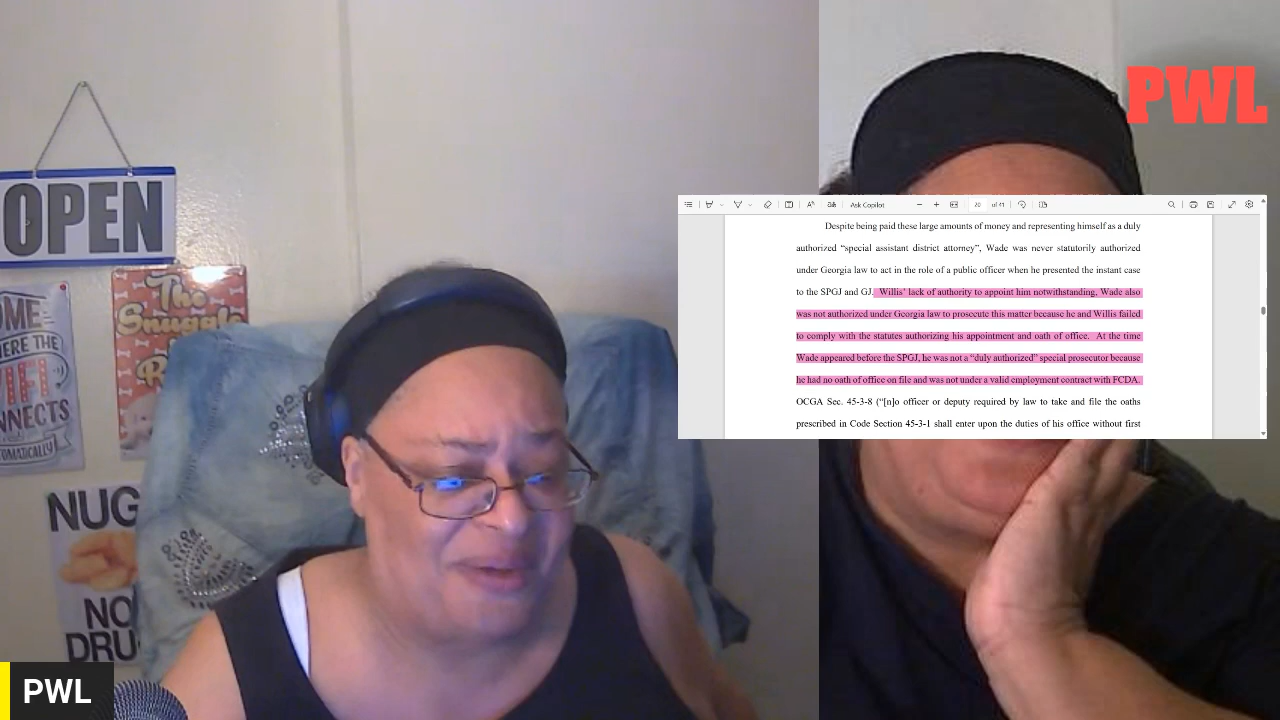 OPEN
The
Snuggle
HERE THE
WIFI
CONNECTS
AUTOMATICALLY
NUG
NO
DRU
PWL
PWL
Ask Copilot
20 of 41
Despite being paid these large amounts of money and representing himself as a duly
authorized “special assistant district attorney”, Wade was never statutorily authorized
under Georgia law to act in the role of a public officer when he presented the instant case
to the SPGJ and GJ. Willis’ lack of authority to appoint him notwithstanding, Wade also
was not authorized under Georgia law to prosecute this matter because he and Willis failed
to comply with the statutes authorizing his appointment and oath of office. At the time
Wade appeared before the SPGJ, he was not a “duly authorized” special prosecutor because
he had no oath of office on file and was not under a valid employment contract with FCDA.
OCGA Sec. 45-3-8 (“[n]o officer or deputy required by law to take and file the oaths
prescribed in Code Section 45-3-1 shall enter upon the duties of his office without first